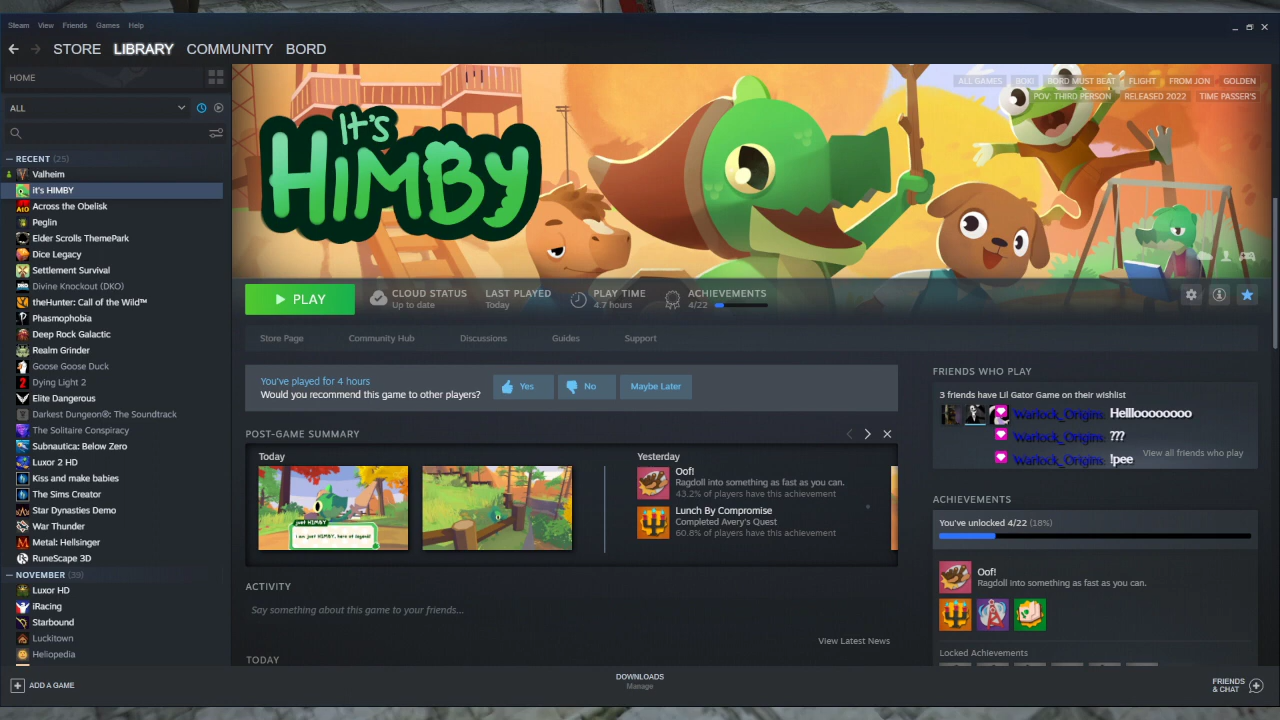 Steam View Friends Games Help
STORE LIBRARY COMMUNITY BORD
HOME
ALL
RECENT (25)
Valheim
it's HIMBY
Across the Obelisk
Peglin
Elder Scrolls ThemePark
Dice Legacy
Settlement Survival
Divine Knockout (DKO)
theHunter: Call of the Wild™
Phasmophobia
Deep Rock Galactic
Realm Grinder
Goose Goose Duck
Dying Light 2
Elite Dangerous
Darkest Dungeon®: The Soundtrack
The Solitaire Conspiracy
Subnautica: Below Zero
Luxor 2 HD
Kiss and make babies
The Sims Creator
Star Dynasties Demo
War Thunder
Metal: Hellsinger
RuneScape 3D
NOVEMBER (39)
Luxor HD
iRacing
Starbound
Luckitown
Heliopedia
ADD A GAME
IT'S
HIMBY
ALL GAMES BOKI BORD MUST BEAT FLIGHT FROM JON GOLDEN
POV: THIRD PERSON RELEASED 2022 TIME PASSER'S
PLAY
CLOUD STATUS
Up to date
LAST PLAYED
Today
PLAY TIME
4.7 hours
ACHIEVEMENTS
4/22
Store Page Community Hub Discussions Guides Support
You've played for 4 hours
Would you recommend this game to other players?
Yes No Maybe Later
POST-GAME SUMMARY
Today
just HIMBY
i am just HIMBY, hero of legend!
Yesterday
Oof!
Ragdoll into something as fast as you can.
43.2% of players have this achievement
Lunch By Compromise
Completed Avery's Quest
60.8% of players have this achievement
ACTIVITY
Say something about this game to your friends...
View Latest News
TODAY
FRIENDS WHO PLAY
3 friends have Lil Gator Game on their wishlist
Warlock_Origins: Hellloooooooo
Warlock_Origins: ???
Warlock_Origins: !pee
View all friends who play
ACHIEVEMENTS
You've unlocked 4/22 (18%)
Oof!
Ragdoll into something as fast as you can.
Locked Achievements
DOWNLOADS
Manage
FRIENDS
& CHAT